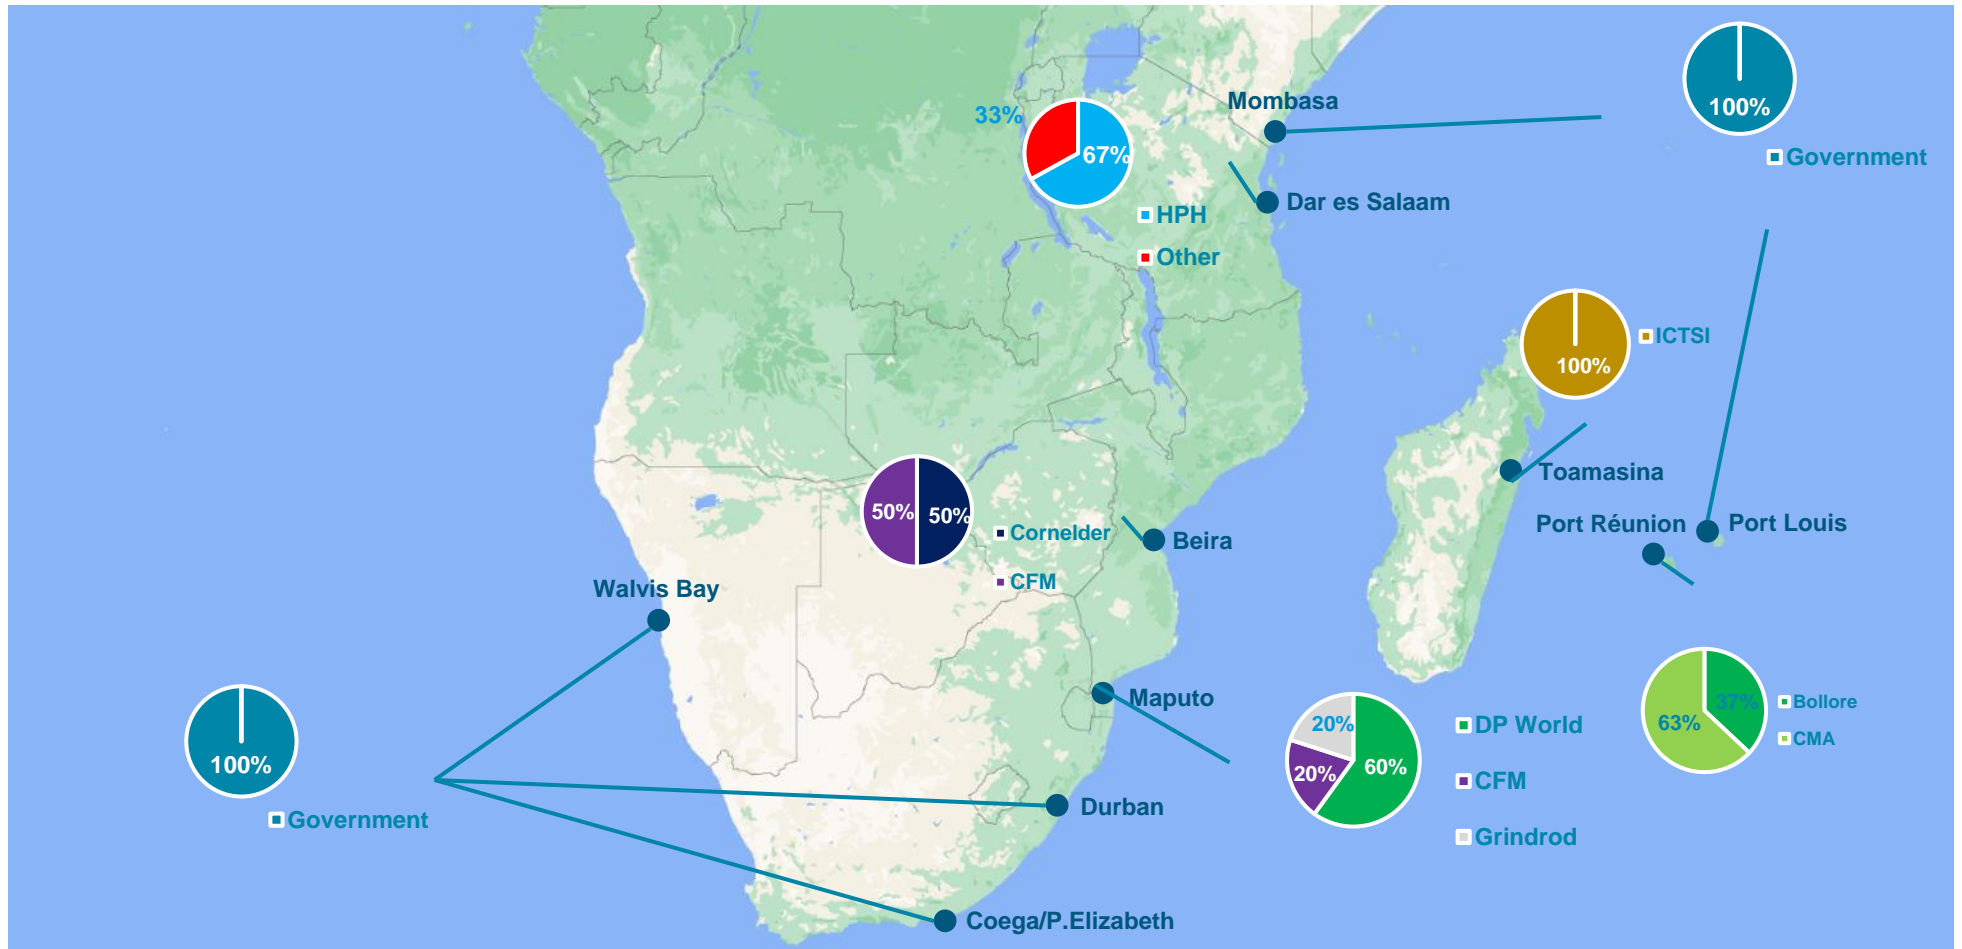 100%
Government
Mombasa
33%
67%
Dar es Salaam
HPH
Other
ICTSI
100%
Toamasina
50%
50%
Cornelder
CFM
Beira
Port Réunion
Port Louis
Walvis Bay
Maputo
100%
Government
Durban
Coega/P.Elizabeth
20%
20%
60%
DP World
CFM
Grindrod
37%
63%
Bollore
CMA